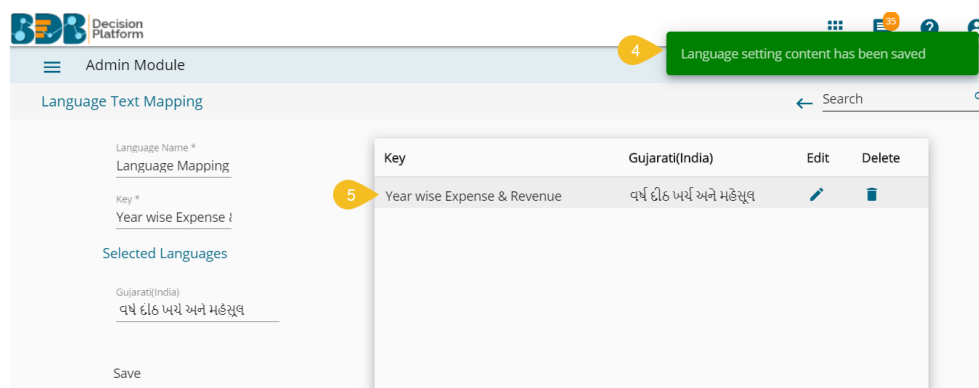 BDB Decision
Platform
35
4
Language setting content has been saved
Admin Module
Language Text Mapping
Search
Language Name *
Language Mapping
Key *
Year wise Expense &
Selected Languages
Gujarati(India)
વર્ષ દીઠ ખર્ચ અને મહેસૂલ
Save
Key Gujarati(India) Edit Delete
5
Year wise Expense & Revenue વર્ષ દીઠ ખર્ચ અને મહેસૂલ